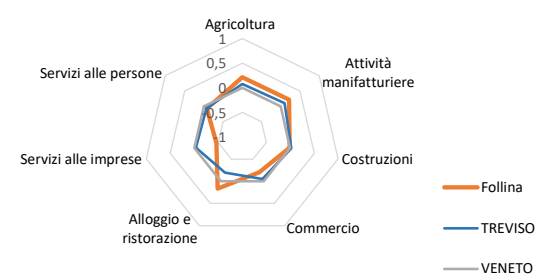 Agricoltura
1
0,5
0
0,5
-1
Attività
manifatturiere
Costruzioni
Commercio
Alloggio e
ristorazione
Servizi alle imprese
Servizi alle persone
Follina
TREVISO
VENETO